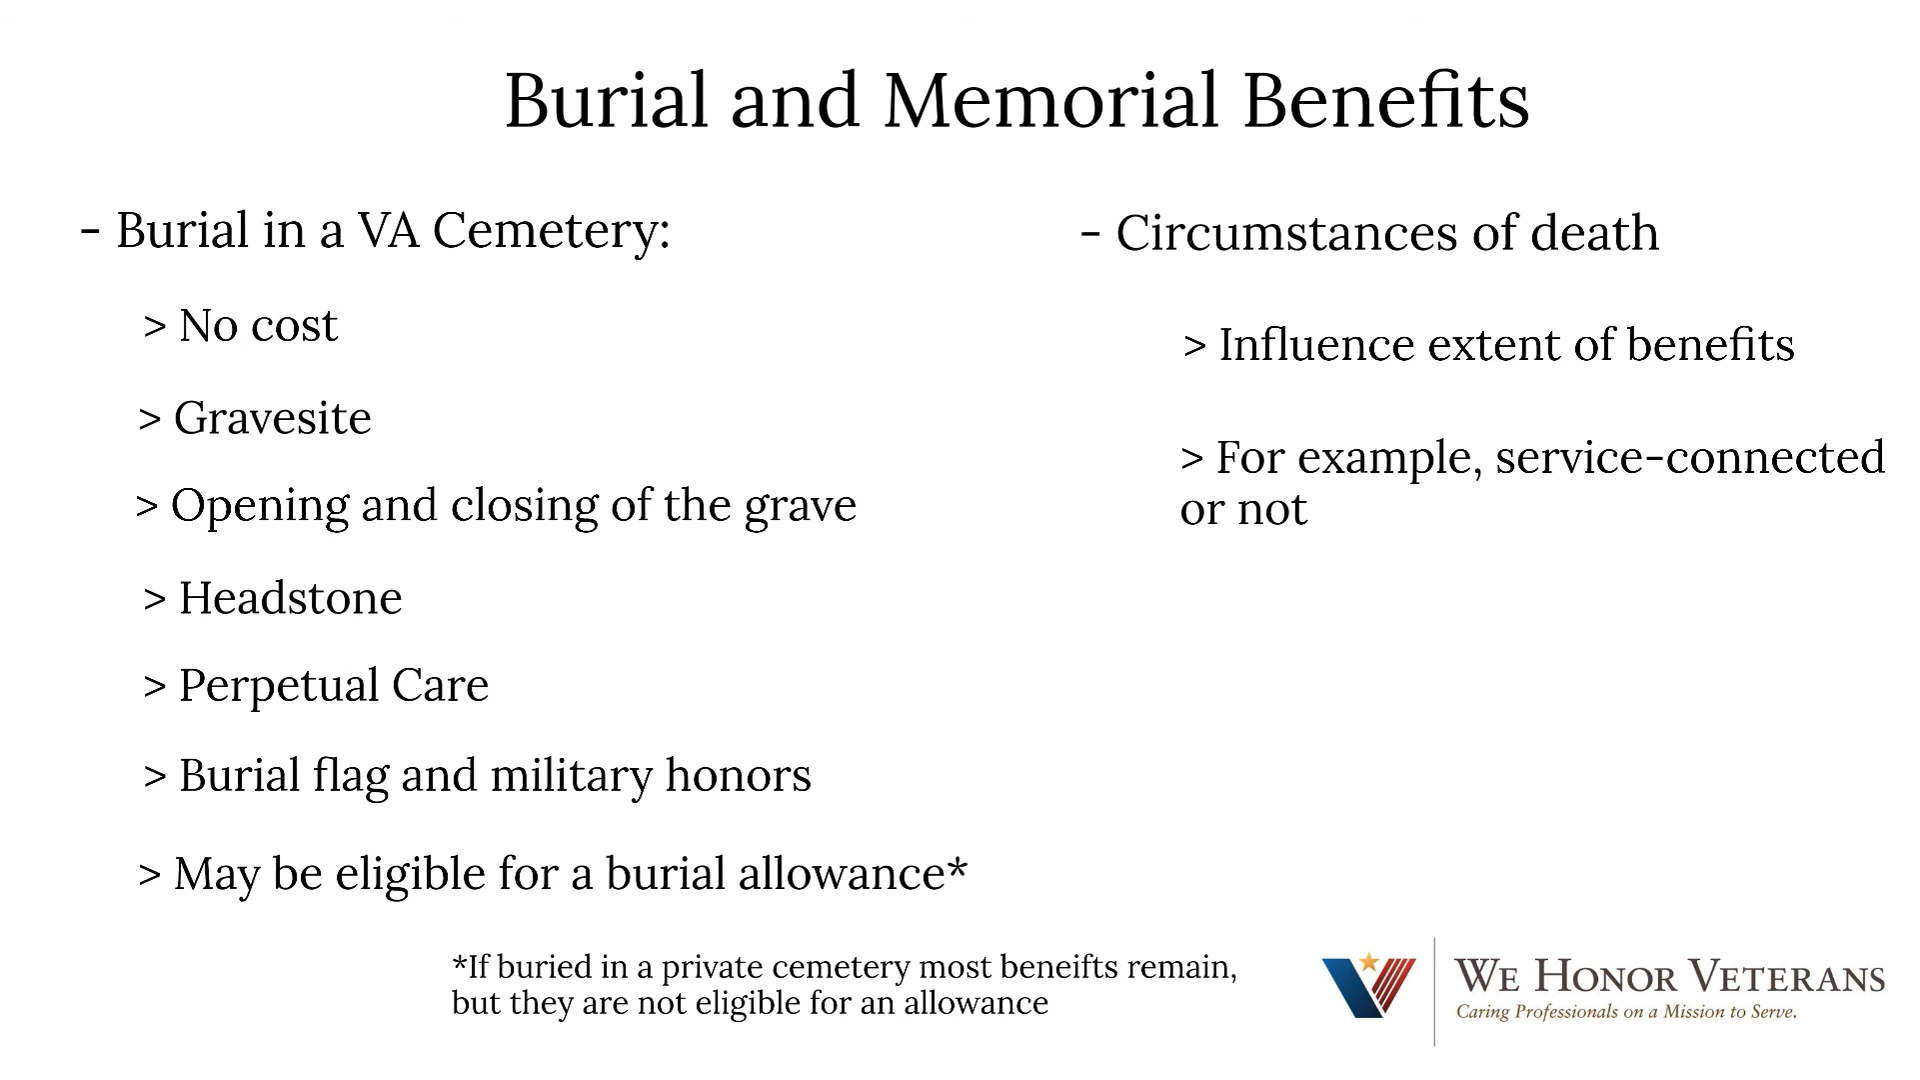 Burial and Memorial Benefits
- Burial in a VA Cemetery:
> No cost
> Gravesite
> Opening and closing of the grave
> Headstone
> Perpetual Care
> Burial flag and military honors
> May be eligible for a burial allowance*
- Circumstances of death
> Influence extent of benefits
> For example, service-connected
or not
*If buried in a private cemetery most beneifts remain,
but they are not eligible for an allowance
WE HONOR VETERANS
Caring Professionals on a Mission to Serve.